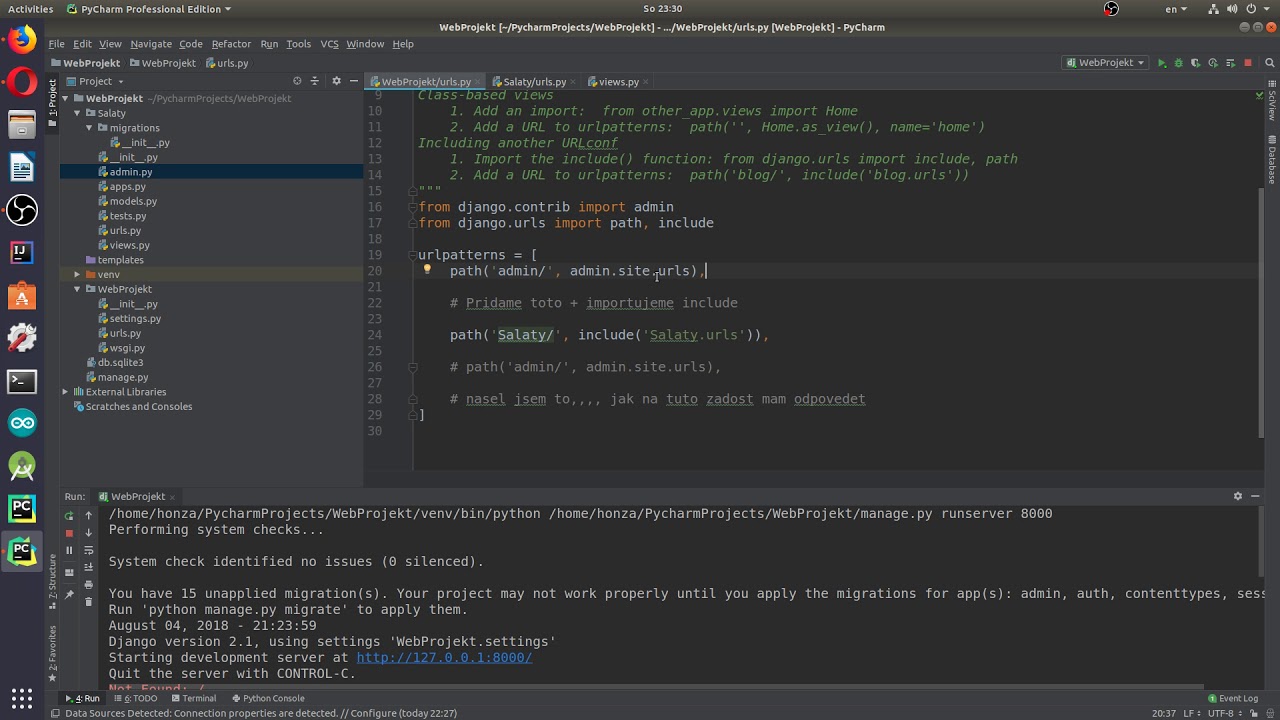 Activities
PyCharm Professional Edition
So 23:30
en
WebProjekt [~/PycharmProjects/WebProjekt] - .../WebProjekt/urls.py [WebProjekt] - PyCharm
File Edit View Navigate Code Refactor Run Tools VCS Window Help
WebProjekt WebProjekt urls.py
WebProjekt
Project
WebProjekt/urls.py Salaty/urls.py views.py
1: Project
WebProjekt ~/PycharmProjects/WebProjekt
Salaty
migrations
__init__.py
__init__.py
admin.py
apps.py
models.py
tests.py
urls.py
views.py
templates
venv
WebProjekt
__init__.py
settings.py
urls.py
wsgi.py
db.sqlite3
manage.py
External Libraries
Scratches and Consoles
9 Class-based views
10 1. Add an import: from other_app.views import Home
11 2. Add a URL to urlpatterns: path('', Home.as_view(), name='home')
12 Including another URLconf
13 1. Import the include() function: from django.urls import include, path
14 2. Add a URL to urlpatterns: path('blog/', include('blog.urls'))
15 """
16 from django.contrib import admin
17 from django.urls import path, include
18
19 urlpatterns = [
20 path('admin/', admin.site.urls),
21
22 # Pridame toto + importujeme include
23
24 path('Salaty/', include('Salaty.urls')),
25
26 # path('admin/', admin.site.urls),
27
28 # nasel jsem to,,,, jak na tuto zadost mam odpovedet
29 ]
30
SciView
Database
Run: WebProjekt
/home/honza/PycharmProjects/WebProjekt/venv/bin/python /home/honza/PycharmProjects/WebProjekt/manage.py runserver 8000
Performing system checks...
System check identified no issues (0 silenced).
You have 15 unapplied migration(s). Your project may not work properly until you apply the migrations for app(s): admin, auth, contenttypes, sess
Run 'python manage.py migrate' to apply them.
August 04, 2018 - 21:23:59
Django version 2.1, using settings 'WebProjekt.settings'
Starting development server at http://127.0.0.1:8000/
Quit the server with CONTROL-C.
Not Found: /
Z: Structure
2: Favorites
4: Run 6: TODO Terminal Python Console
Event Log
Data Sources Detected: Connection properties are detected. // Configure (today 22:27)
20:37 LF UTF-8